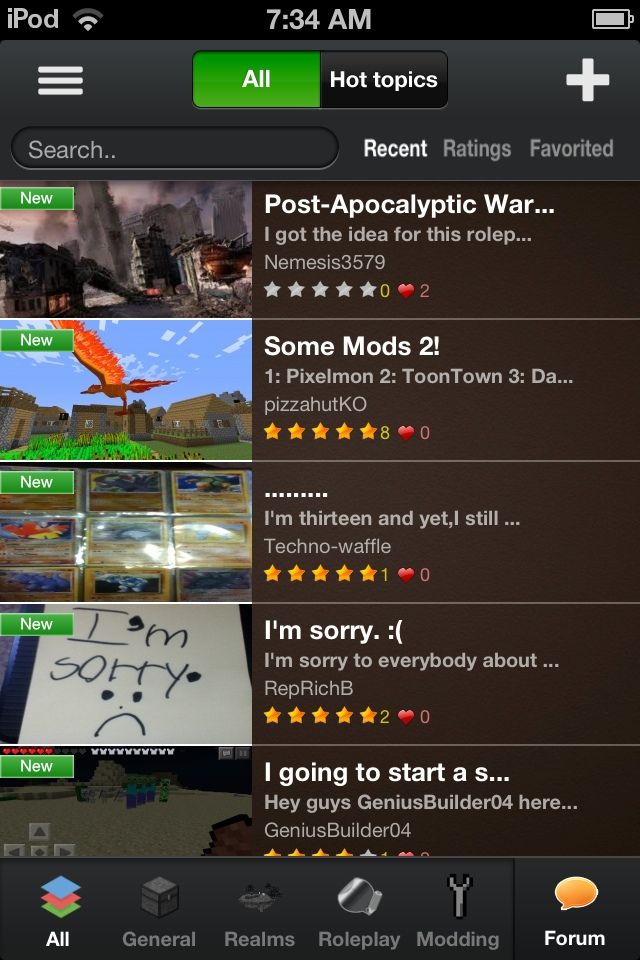 iPod
7:34 AM
All
Hot topics
Search..
Recent
Ratings
Favorited
New
Post-Apocalyptic War...
I got the idea for this rolep...
Nemesis3579
0
2
New
Some Mods 2!
1: Pixelmon 2: ToonTown 3: Da...
pizzahutKO
8
0
New
.........
I'm thirteen and yet,I still ...
Techno-waffle
1
0
New
I'm
sorry.
I'm sorry. :(
I'm sorry to everybody about ...
RepRichB
2
0
New
I going to start a s...
Hey guys GeniusBuilder04 here...
GeniusBuilder04
All
General
Realms
Roleplay
Modding
Forum